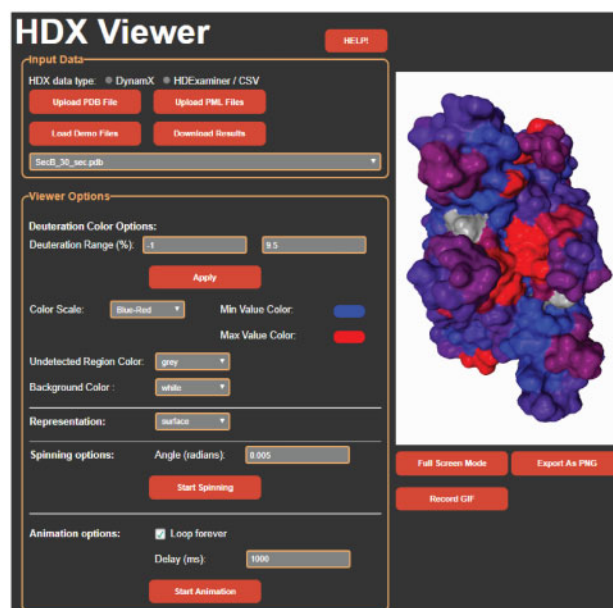 HDX Viewer
HELP!
Input Data
HDX data type: DynamX HDExaminer / CSV
Upload PDB File Upload PML Files
Load Demo Files Download Results
SecB_30_sec.pdb
Viewer Options
Deuteration Color Options:
Deuteration Range (%): -1 9.5
Apply
Color Scale: Blue-Red Min Value Color:
Max Value Color:
Undetected Region Color: grey
Background Color : white
Representation: surface
Spinning options: Angle (radians): 0.005
Start Spinning
Full Screen Mode Export As PNG
Record GIF
Animation options: Loop forever
Delay (ms): 1000
Start Animation